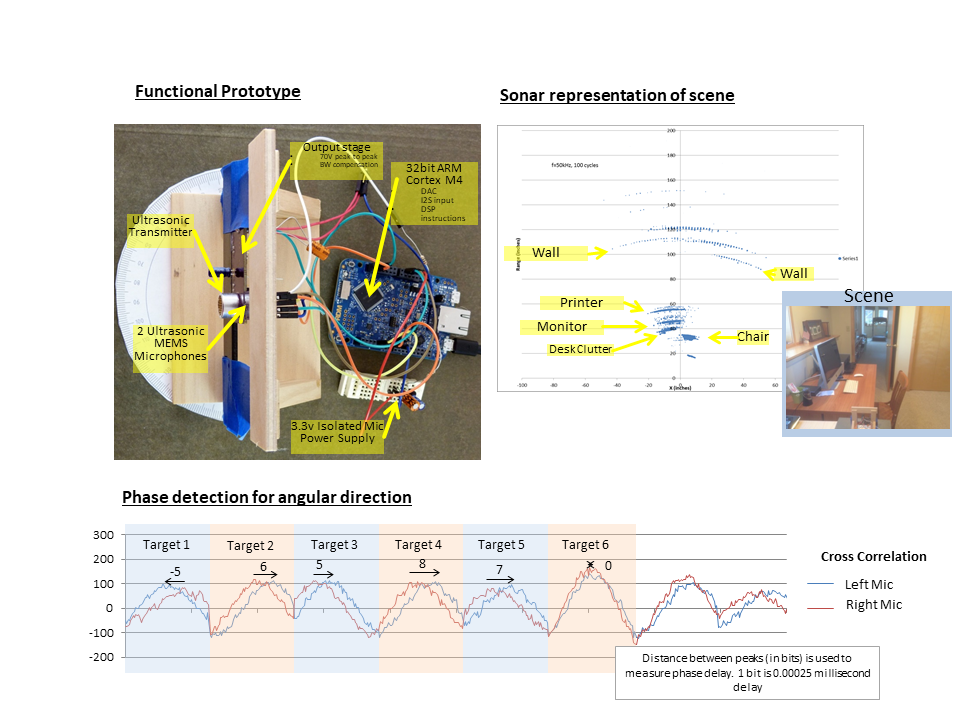 Functional Prototype
Sonar representation of scene
Output stage
70V peak to peak
BW compensation
32bit ARM
Cortex M4
DAC
I2S input
DSP
instructions
Ultrasonic
Transmitter
2 Ultrasonic
MEMS
Microphones
3.3v Isolated Mic
Power Supply
200
180
160
140
120
100
80
60
40
20
0
f=50kHz, 100 cycles
Range (inches)
Wall
Wall
Series1
Printer
Monitor
Desk Clutter
Chair
-100
-80
-60
-40
-20
0
20
40
60
X (inches)
Scene
Phase detection for angular direction
300
200
100
0
-100
-200
Target 1
Target 2
Target 3
Target 4
Target 5
Target 6
-5
6
5
8
7
0
Cross Correlation
Left Mic
Right Mic
Distance between peaks (in bits) is used to
measure phase delay. 1 bit is 0.00025 millisecond
delay